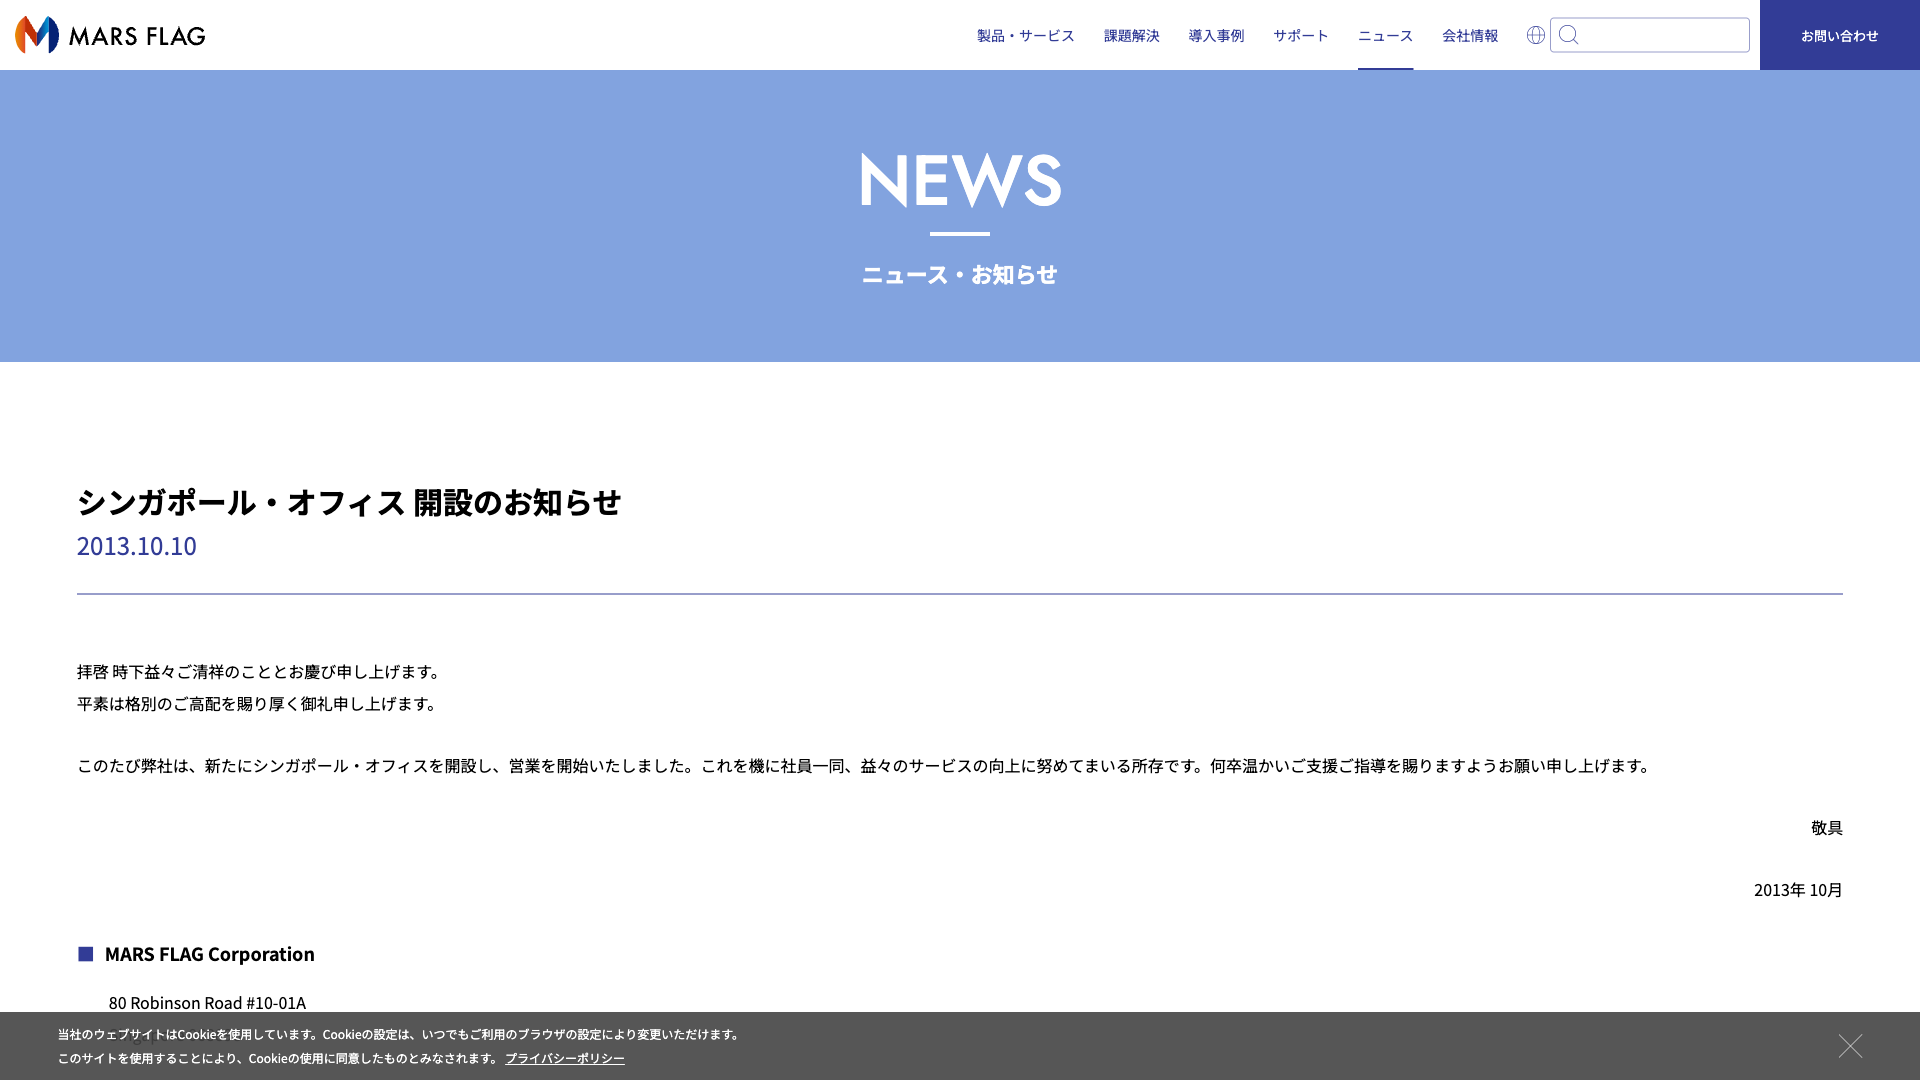 MARS FLAG
製品・サービス
課題解決
導入事例
サポート
ニュース
会社情報
お問い合わせ
NEWS
ニュース・お知らせ
シンガポール・オフィス 開設のお知らせ
2013.10.10
拝啓 時下益々ご清祥のこととお慶び申し上げます。
平素は格別のご高配を賜り厚く御礼申し上げます。
このたび弊社は、新たにシンガポール・オフィスを開設し、営業を開始いたしました。これを機に社員一同、益々のサービスの向上に努めてまいる所存です。何卒温かいご支援ご指導を賜りますようお願い申し上げます。
敬具
2013年 10月
MARS FLAG Corporation
80 Robinson Road #10-01A
当社のウェブサイトはCookieを使用しています。Cookieの設定は、いつでもご利用のブラウザの設定により変更いただけます。
このサイトを使用することにより、Cookieの使用に同意したものとみなされます。 プライバシーポリシー